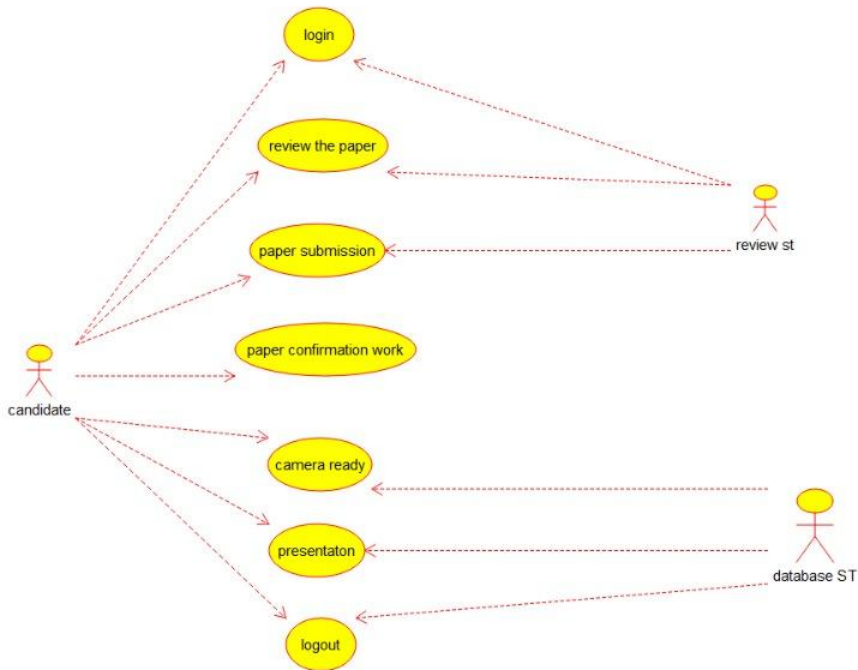 login
review the paper
review st
paper submission
paper confirmation work
candidate
camera ready
presentaton
database ST
logout